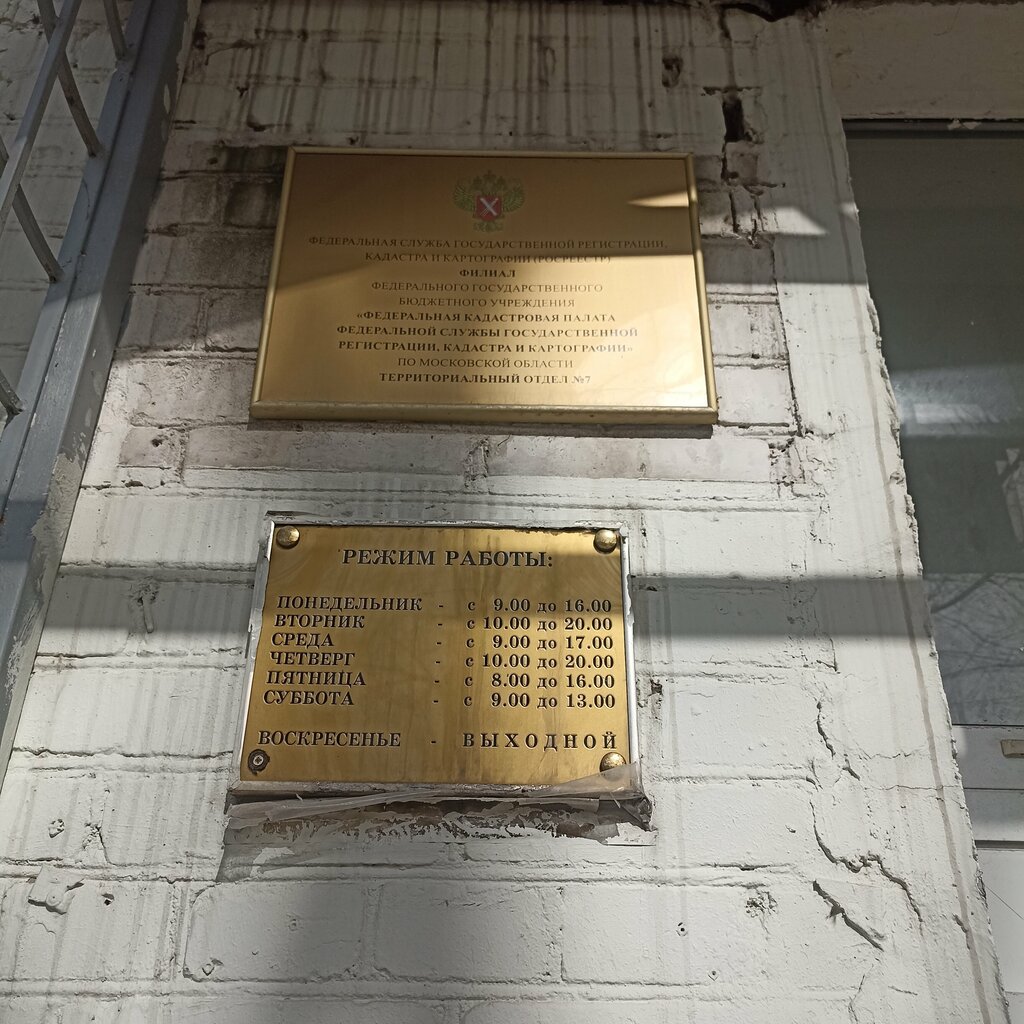 ФЕДЕРАЛЬНАЯ СЛУЖБА ГОСУДАРСТВЕННОЙ РЕГИСТРАЦИИ,
КАДАСТРА И КАРТОГРАФИИ (РОСРЕЕСТР)
ФИЛИАЛ
ФЕДЕРАЛЬНОГО ГОСУДАРСТВЕННОГО
БЮДЖЕТНОГО УЧРЕЖДЕНИЯ
«ФЕДЕРАЛЬНАЯ КАДАСТРОВАЯ ПАЛАТА
ФЕДЕРАЛЬНОЙ СЛУЖБЫ ГОСУДАРСТВЕННОЙ
РЕГИСТРАЦИИ, КАДАСТРА И КАРТОГРАФИИ»
ПО МОСКОВСКОЙ ОБЛАСТИ
ТЕРРИТОРИАЛЬНЫЙ ОТДЕЛ №7
РЕЖИМ РАБОТЫ:
ПОНЕДЕЛЬНИК - с 9.00 до 16.00
ВТОРНИК - с 10.00 до 20.00
СРЕДА - с 9.00 до 17.00
ЧЕТВЕРГ - с 10.00 до 20.00
ПЯТНИЦА - с 8.00 до 16.00
СУББОТА - с 9.00 до 13.00
ВОСКРЕСЕНЬЕ - ВЫХОДНОЙ